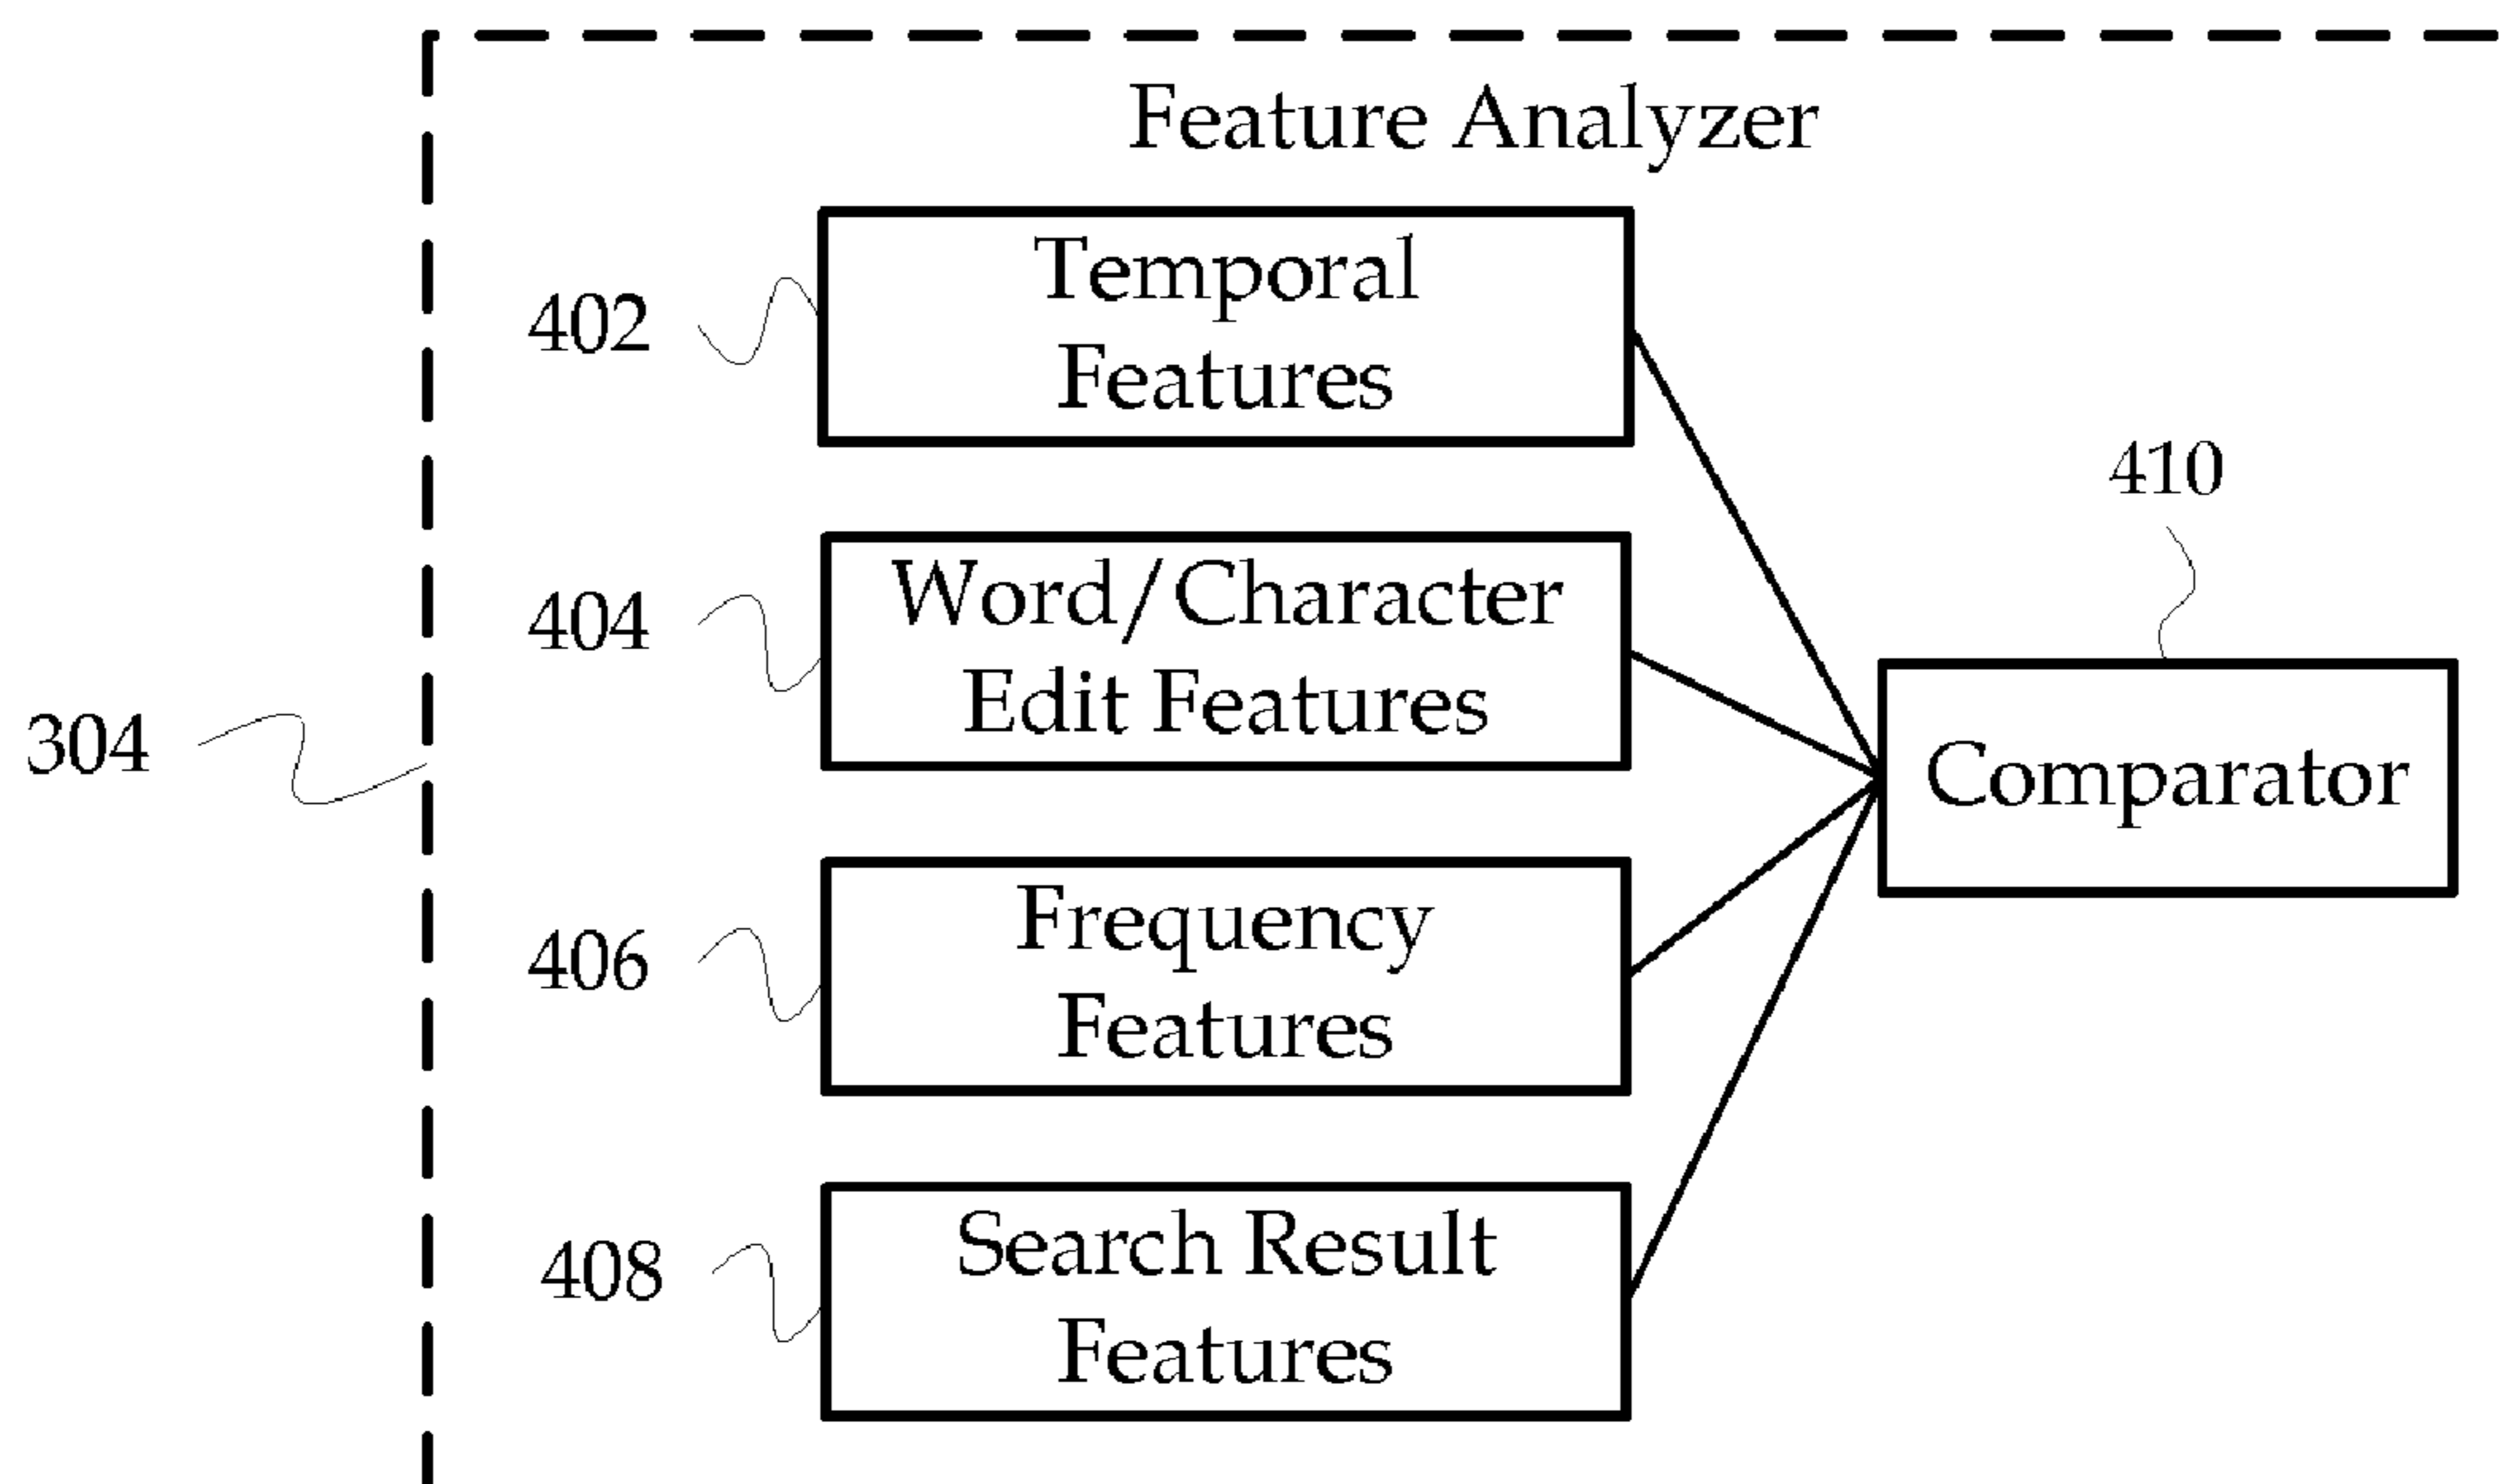 Feature Analyzer
402
Temporal
Features
404
Word/Character
Edit Features
304
410
Comparator
406
Frequency
Features
408
Search Result
Features